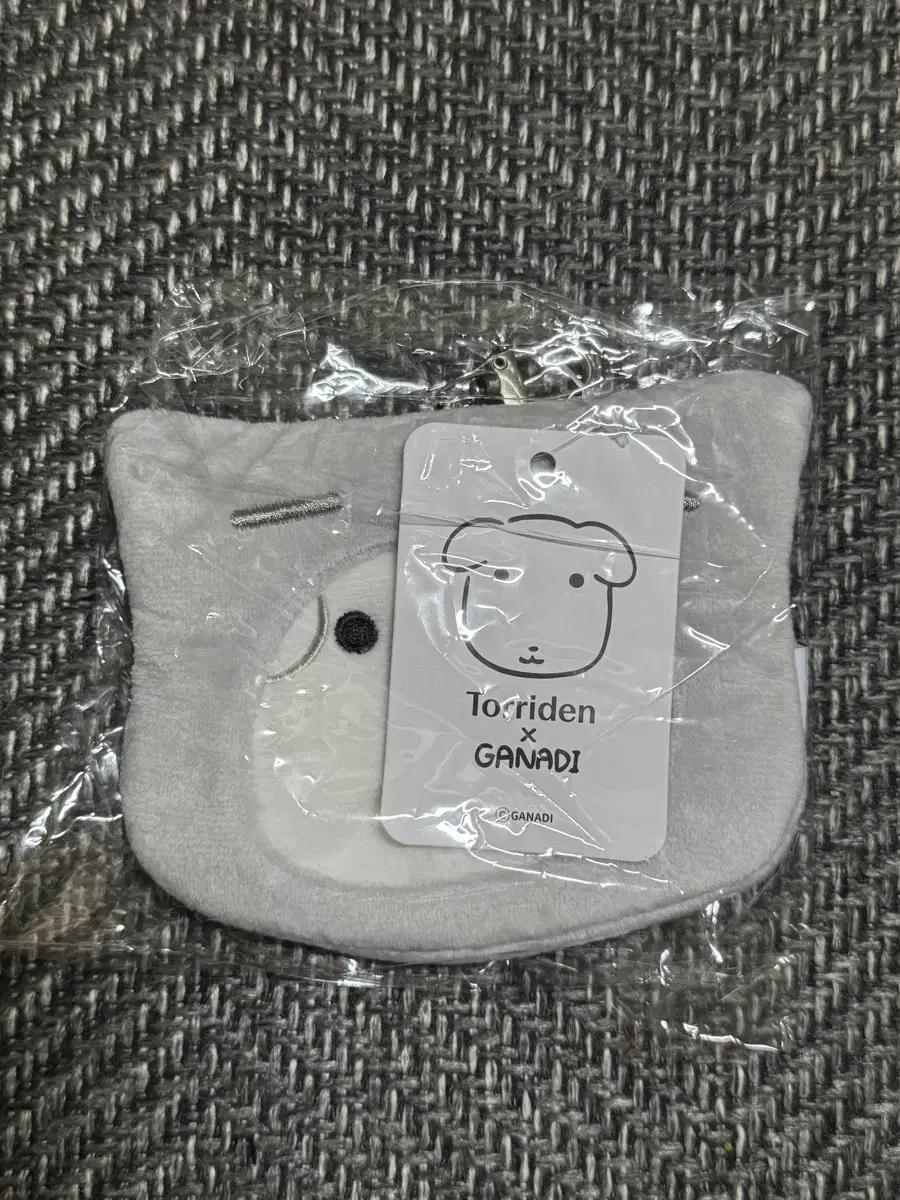 Torriden
×
GANADI
©GANADI